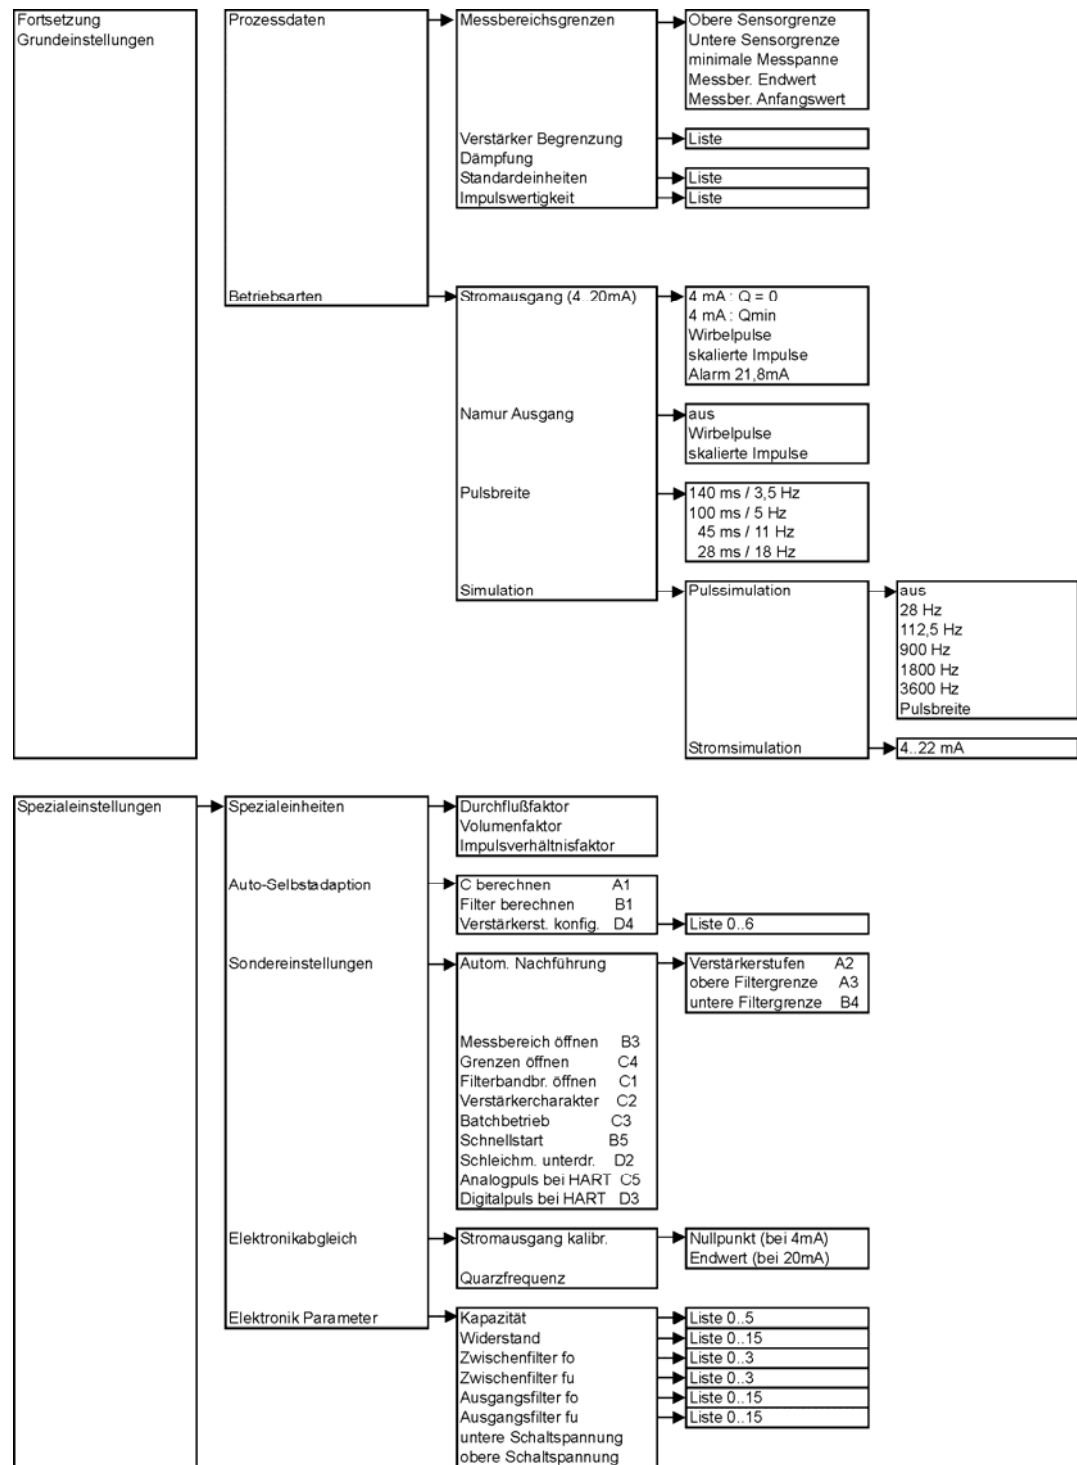 Fortsetzung
Grundeinstellungen
Prozessdaten
Messbereichsgrenzen
Obere Sensorgrenze
Untere Sensorgrenze
minimale Messpanne
Messber. Endwert
Messber. Anfangswert
Verstärker Begrenzung
Liste
Dämpfung
Standardeinheiten
Liste
Impulswertigkeit
Liste
Betriebsarten
Stromausgang (4..20mA)
4 mA : Q = 0
4 mA : Qmin
Wirbelpulse
skalierte Impulse
Alarm 21,8mA
Namur Ausgang
aus
Wirbelpulse
skalierte Impulse
Pulsbreite
140 ms / 3,5 Hz
100 ms / 5 Hz
45 ms / 11 Hz
28 ms / 18 Hz
Simulation
Pulssimulation
aus
28 Hz
112,5 Hz
900 Hz
1800 Hz
3600 Hz
Pulsbreite
Stromsimulation
4..22 mA
Spezialeinstellungen
Spezialeinheiten
Durchflußfaktor
Volumenfaktor
Impulsverhältnisfaktor
Auto-Selbstadaption
C berechnen A1
Filter berechnen B1
Verstärkerst. konfig. D4
Liste 0..6
Sondereinstellungen
Autom. Nachführung
Verstärkerstufen A2
obere Filtergrenze A3
untere Filtergrenze B4
Messbereich öffnen B3
Grenzen öffnen C4
Filterbandbr. öffnen C1
Verstärkercharakter C2
Batchbetrieb C3
Schnellstart B5
Schleichm. unterdr. D2
Analogpuls bei HART C5
Digitalpuls bei HART D3
Elektronikabgleich
Stromausgang kalibr.
Nullpunkt (bei 4mA)
Endwert (bei 20mA)
Quarzfrequenz
Elektronik Parameter
Kapazität
Liste 0..5
Widerstand
Liste 0..15
Zwischenfilter fo
Liste 0..3
Zwischenfilter fu
Liste 0..3
Ausgangsfilter fo
Liste 0..15
Ausgangsfilter fu
Liste 0..15
untere Schaltspannung
obere Schaltspannung